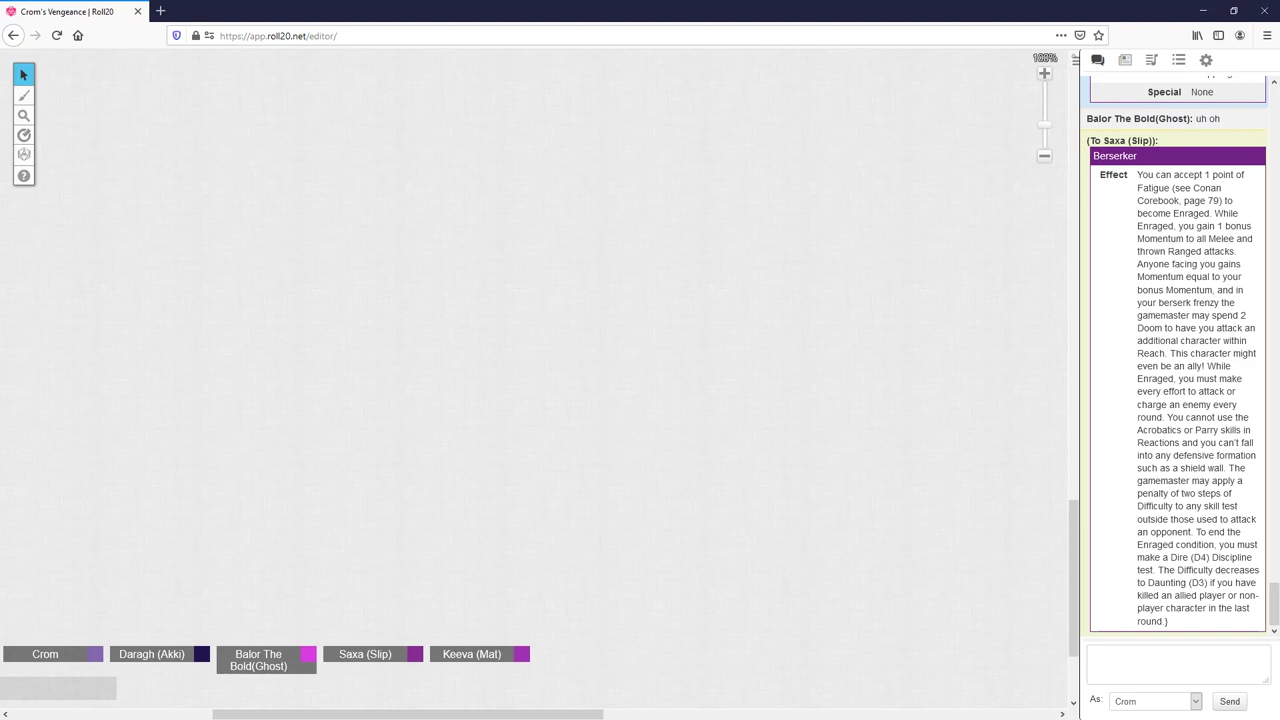 Crom's Vengeance | Roll20
https://app.roll20.net/editor/
100%
Special None
Balor The Bold(Ghost): uh oh
(To Saxa (Slip)):
Berserker
Effect You can accept 1 point of
Fatigue (see Conan
Corebook, page 79) to
become Enraged. While
Enraged, you gain 1 bonus
Momentum to all Melee and
thrown Ranged attacks.
Anyone facing you gains
Momentum equal to your
bonus Momentum, and in
your berserk frenzy the
gamemaster may spend 2
Doom to have you attack an
additional character within
Reach. This character might
even be an ally! While
Enraged, you must make
every effort to attack or
charge an enemy every
round. You cannot use the
Acrobatics or Parry skills in
Reactions and you can't fall
into any defensive formation
such as a shield wall. The
gamemaster may apply a
penalty of two steps of
Difficulty to any skill test
outside those used to attack
an opponent. To end the
Enraged condition, you must
make a Dire (D4) Discipline
test. The Difficulty decreases
to Daunting (D3) if you have
killed an allied player or non-
player character in the last
round.}
Crom
Daragh (Akki)
Balor The
Bold(Ghost)
Saxa (Slip)
Keeva (Mat)
As: Crom Send